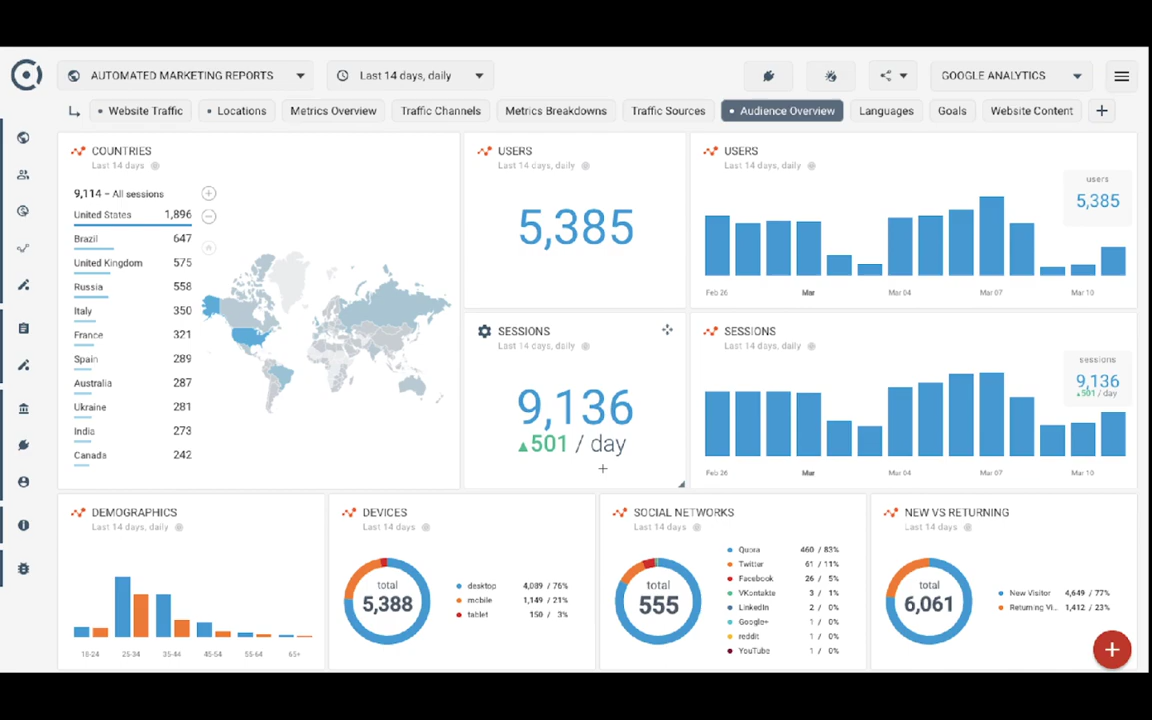 AUTOMATED MARKETING REPORTS
Last 14 days, daily
GOOGLE ANALYTICS
Website Traffic
Locations
Metrics Overview
Traffic Channels
Metrics Breakdowns
Traffic Sources
Audience Overview
Languages
Goals
Website Content
COUNTRIES
Last 14 days
9,114 – All sessions
United States 1,896
Brazil 647
United Kingdom 575
Russia 558
Italy 350
France 321
Spain 289
Australia 287
Ukraine 281
India 273
Canada 242
USERS
Last 14 days, daily
5,385
USERS
Last 14 days, daily
users
5,385
Feb 26 Mar Mar 04 Mar 07 Mar 10
SESSIONS
Last 14 days, daily
9,136
▲501 / day
SESSIONS
Last 14 days, daily
sessions
9,136
▲501 / day
Feb 26 Mar Mar 04 Mar 07 Mar 10
DEMOGRAPHICS
Last 14 days, daily
18-24 25-34 35-44 45-54 55-64 65+
DEVICES
Last 14 days
total
5,388
desktop 4,089 / 76%
mobile 1,149 / 21%
tablet 150 / 3%
SOCIAL NETWORKS
Last 14 days
total
555
Quora 460 / 83%
Twitter 61 / 11%
Facebook 26 / 5%
VKontakte 3 / 1%
LinkedIn 2 / 0%
Google+ 1 / 0%
reddit 1 / 0%
YouTube 1 / 0%
NEW VS RETURNING
Last 14 days
total
6,061
New Visitor 4,649 / 77%
Returning Vi... 1,412 / 23%